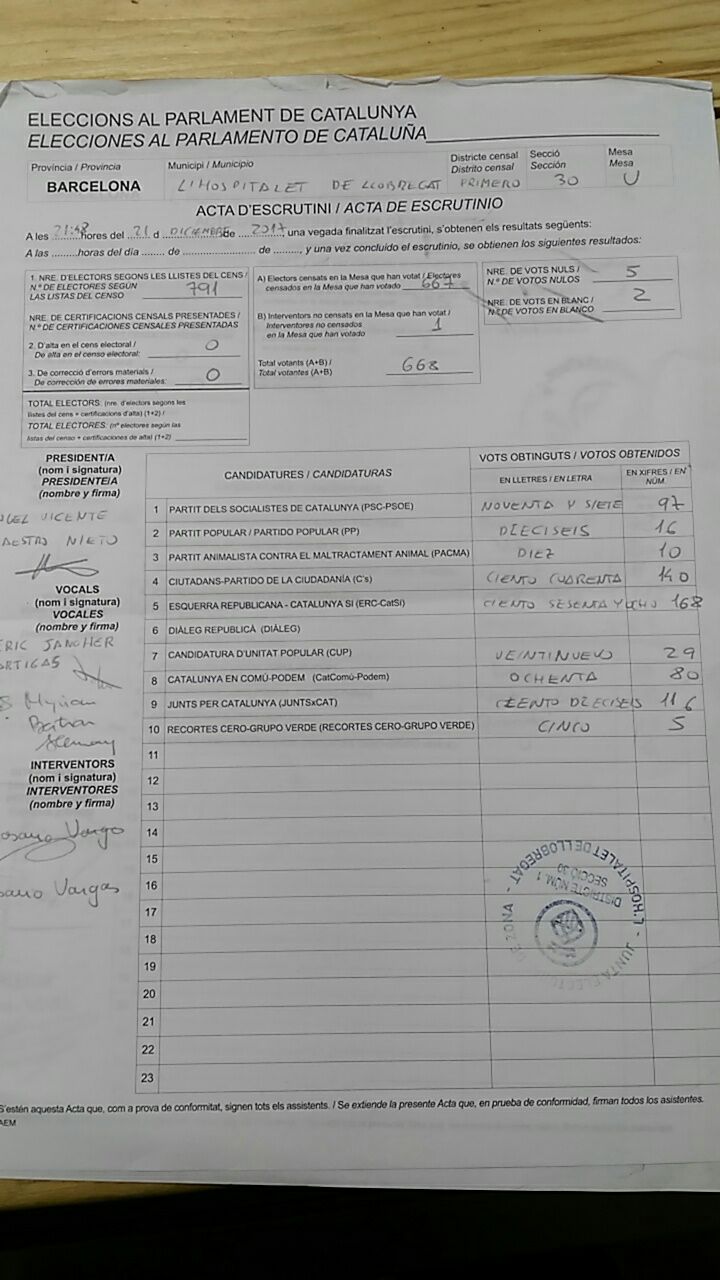 ELECCIONS AL PARLAMENT DE CATALUNYA
ELECCIONES AL PARLAMENTO DE CATALUÑA
Província / Provincia
BARCELONA
Municipi / Municipio
L'HOSPITALET DE LLOBREGAT
Districte censal
Distrito censal
PRIMERO
Secció
Sección
30
Mesa
Mesa
U
ACTA D'ESCRUTINI / ACTA DE ESCRUTINIO
A les 21:48 hores del 21 d DICIEMBRE de 2017, una vegada finalitzat l'escrutini, s'obtenen els resultats següents:
A las ..........horas del día ....... de .................... de .........., y una vez concluido el escrutinio, se obtienen los siguientes resultados:
1. NRE. D'ELECTORS SEGONS LES LLISTES DEL CENS /
N.º DE ELECTORES SEGÚN
LAS LISTAS DEL CENSO
791
NRE. DE CERTIFICACIONS CENSALS PRESENTADES /
N.º DE CERTIFICACIONES CENSALES PRESENTADAS
2. D'alta en el cens electoral /
De alta en el censo electoral:
0
3. De correcció d'errors materials /
De corrección de errores materiales:
0
TOTAL ELECTORS: (nre. d'electors segons les
llistes del cens + certificacions d'alta) (1+2) /
TOTAL ELECTORES: (nº electores según las
listas del censo + certificaciones de alta) (1+2)
A) Electors censats en la Mesa que han votat / Electores
censados en la Mesa que han votado
667
B) Interventors no censats en la Mesa que han votat /
Interventores no censados
en la Mesa que han votado
1
Total votants (A+B) /
Total votantes (A+B)
668
NRE. DE VOTS NULS /
N.º DE VOTOS NULOS
5
NRE. DE VOTS EN BLANC /
N.º DE VOTOS EN BLANCO
2
PRESIDENT/A
(nom i signatura)
PRESIDENTE/A
(nombre y firma)
VICENTE
NIETO
VOCALS
(nom i signatura)
VOCALES
(nombre y firma)
ERIC SANCHER
ORTIGAS
INTERVENTORS
(nom i signatura)
INTERVENTORES
(nombre y firma)
Vargas
Vargas
CANDIDATURES / CANDIDATURAS
VOTS OBTINGUTS / VOTOS OBTENIDOS
EN LLETRES / EN LETRA
EN XIFRES / EN NÚM.
1 PARTIT DELS SOCIALISTES DE CATALUNYA (PSC-PSOE) NOVENTA Y SIETE 97
2 PARTIT POPULAR / PARTIDO POPULAR (PP) DIECISEIS 16
3 PARTIT ANIMALISTA CONTRA EL MALTRACTAMENT ANIMAL (PACMA) DIEZ 10
4 CIUTADANS-PARTIDO DE LA CIUDADANÍA (C's) CIENTO CUARENTA 140
5 ESQUERRA REPUBLICANA - CATALUNYA SÍ (ERC-CatSÍ) CIENTO SESENTA Y OCHO 168
6 DIÀLEG REPUBLICÀ (DIÀLEG)
7 CANDIDATURA D'UNITAT POPULAR (CUP) VEINTINUEVO 29
8 CATALUNYA EN COMÚ-PODEM (CatComú-Podem) OCHENTA 80
9 JUNTS PER CATALUNYA (JUNTSxCAT) CIENTO DIECISEIS 116
10 RECORTES CERO-GRUPO VERDE (RECORTES CERO-GRUPO VERDE) CINCO 5
11
12
13
14
15
16
17
18
19
20
21
22
23
L'HOSPITALET DE LLOBREGAT - JUNTA ELECTORAL DE ZONA -
DISTRICTE NÚM. 1
SECCIÓ 30
S'estén aquesta Acta que, com a prova de conformitat, signen tots els assistents. / Se extiende la presente Acta que, en prueba de conformidad, firman todos los asistentes.
AEM